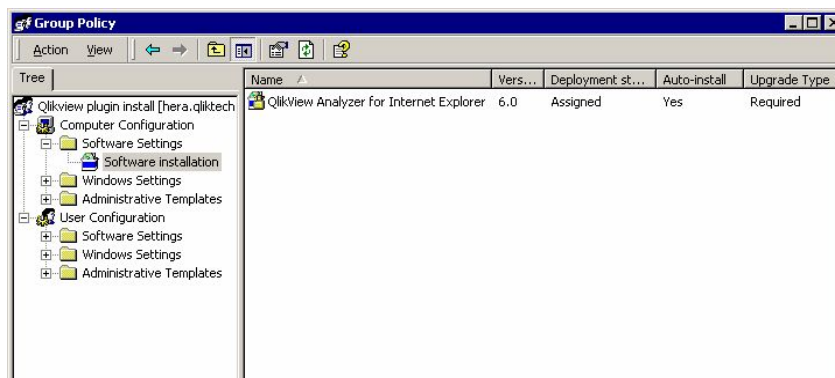 Group Policy
Action View
Tree
Name Vers... Deployment st... Auto-install Upgrade Type
Qlikview plugin install [hera.qliktech
QlikView Analyzer for Internet Explorer 6.0 Assigned Yes Required
Computer Configuration
Software Settings
Software installation
Windows Settings
Administrative Templates
User Configuration
Software Settings
Windows Settings
Administrative Templates